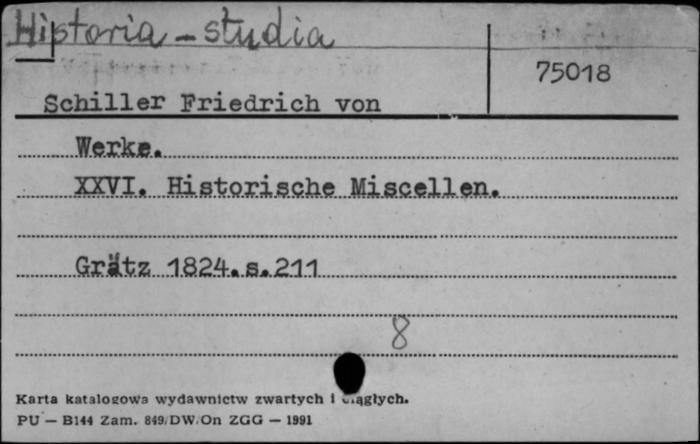 Historia - studia
75018
Schiller Friedrich von
Werke.
XXVI. Historische Miscellen.
Grätz 1824.s.211
8
Karta katalogowa wydawnictw zwartych i ciągłych.
PU — B144 Zam. 849/DW/On ZGG — 1991